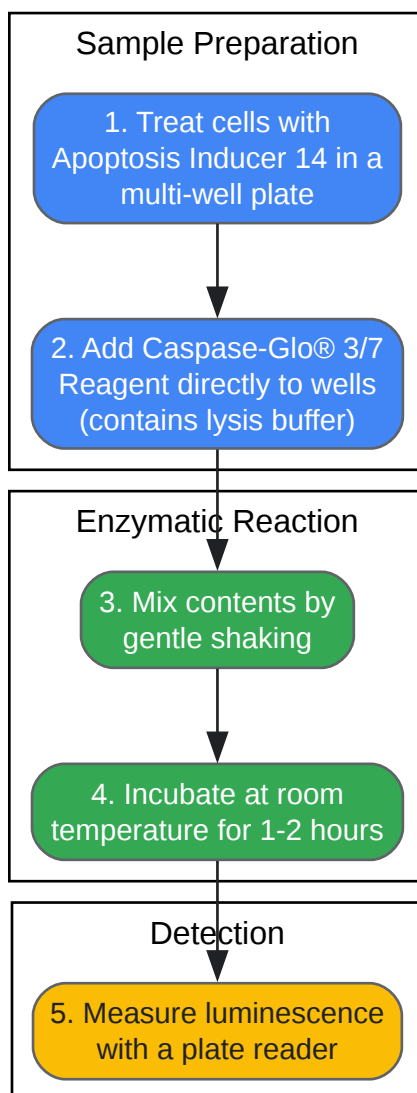 Sample Preparation
1. Treat cells with
Apoptosis Inducer 14 in a
multi-well plate
2. Add Caspase-Glo® 3/7
Reagent directly to wells
(contains lysis buffer)
Enzymatic Reaction
3. Mix contents by
gentle shaking
4. Incubate at room
temperature for 1-2 hours
Detection
5. Measure luminescence
with a plate reader